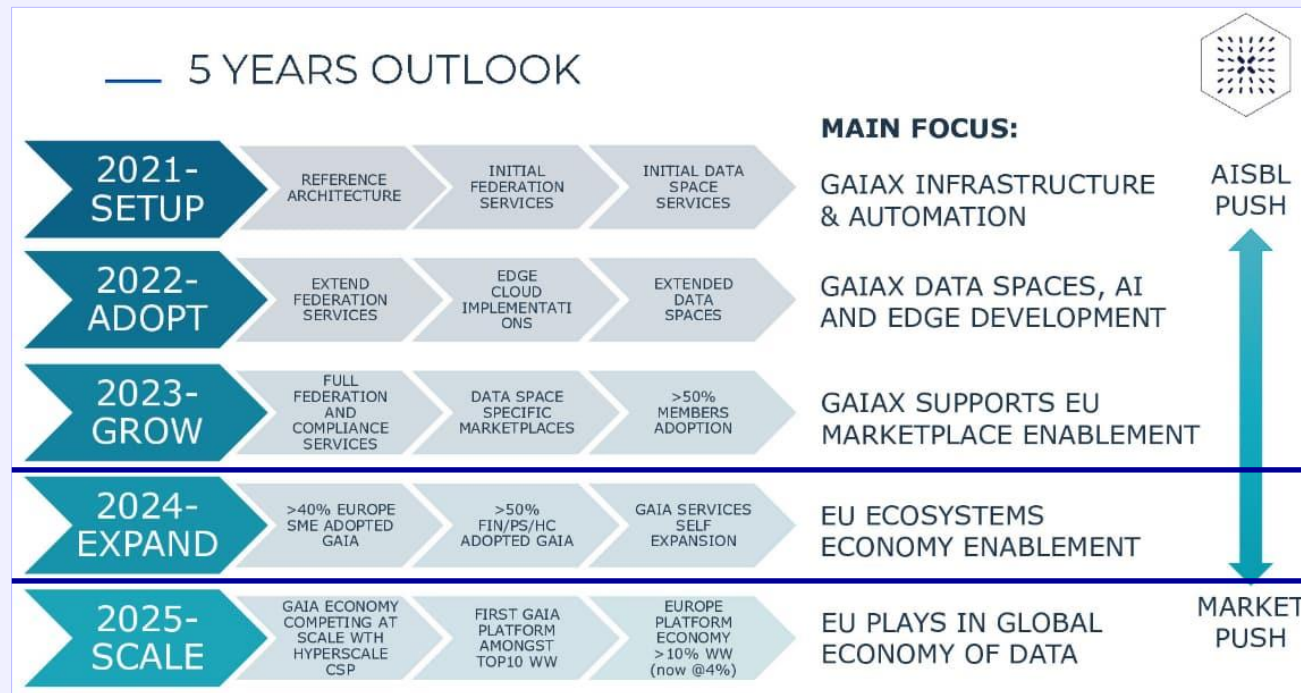 5 YEARS OUTLOOK
MAIN FOCUS:
2021-
SETUP
REFERENCE
ARCHITECTURE
INITIAL
FEDERATION
SERVICES
INITIAL DATA
SPACE
SERVICES
GAIAX INFRASTRUCTURE
& AUTOMATION
AISBL
PUSH
2022-
ADOPT
EXTEND
FEDERATION
SERVICES
EDGE
CLOUD
IMPLEMENTATI
ONS
EXTENDED
DATA
SPACES
GAIAX DATA SPACES, AI
AND EDGE DEVELOPMENT
2023-
GROW
FULL
FEDERATION
AND
COMPLIANCE
SERVICES
DATA SPACE
SPECIFIC
MARKETPLACES
>50%
MEMBERS
ADOPTION
GAIAX SUPPORTS EU
MARKETPLACE ENABLEMENT
2024-
EXPAND
>40% EUROPE
SME ADOPTED
GAIA
>50%
FIN/PS/HC
ADOPTED GAIA
GAIA SERVICES
SELF
EXPANSION
EU ECOSYSTEMS
ECONOMY ENABLEMENT
2025-
SCALE
GAIA ECONOMY
COMPETING AT
SCALE WTH
HYPERSCALE
CSP
FIRST GAIA
PLATFORM
AMONGST
TOP10 WW
EUROPE
PLATFORM
ECONOMY
>10% WW
(now @4%)
EU PLAYS IN GLOBAL
ECONOMY OF DATA
MARKET
PUSH